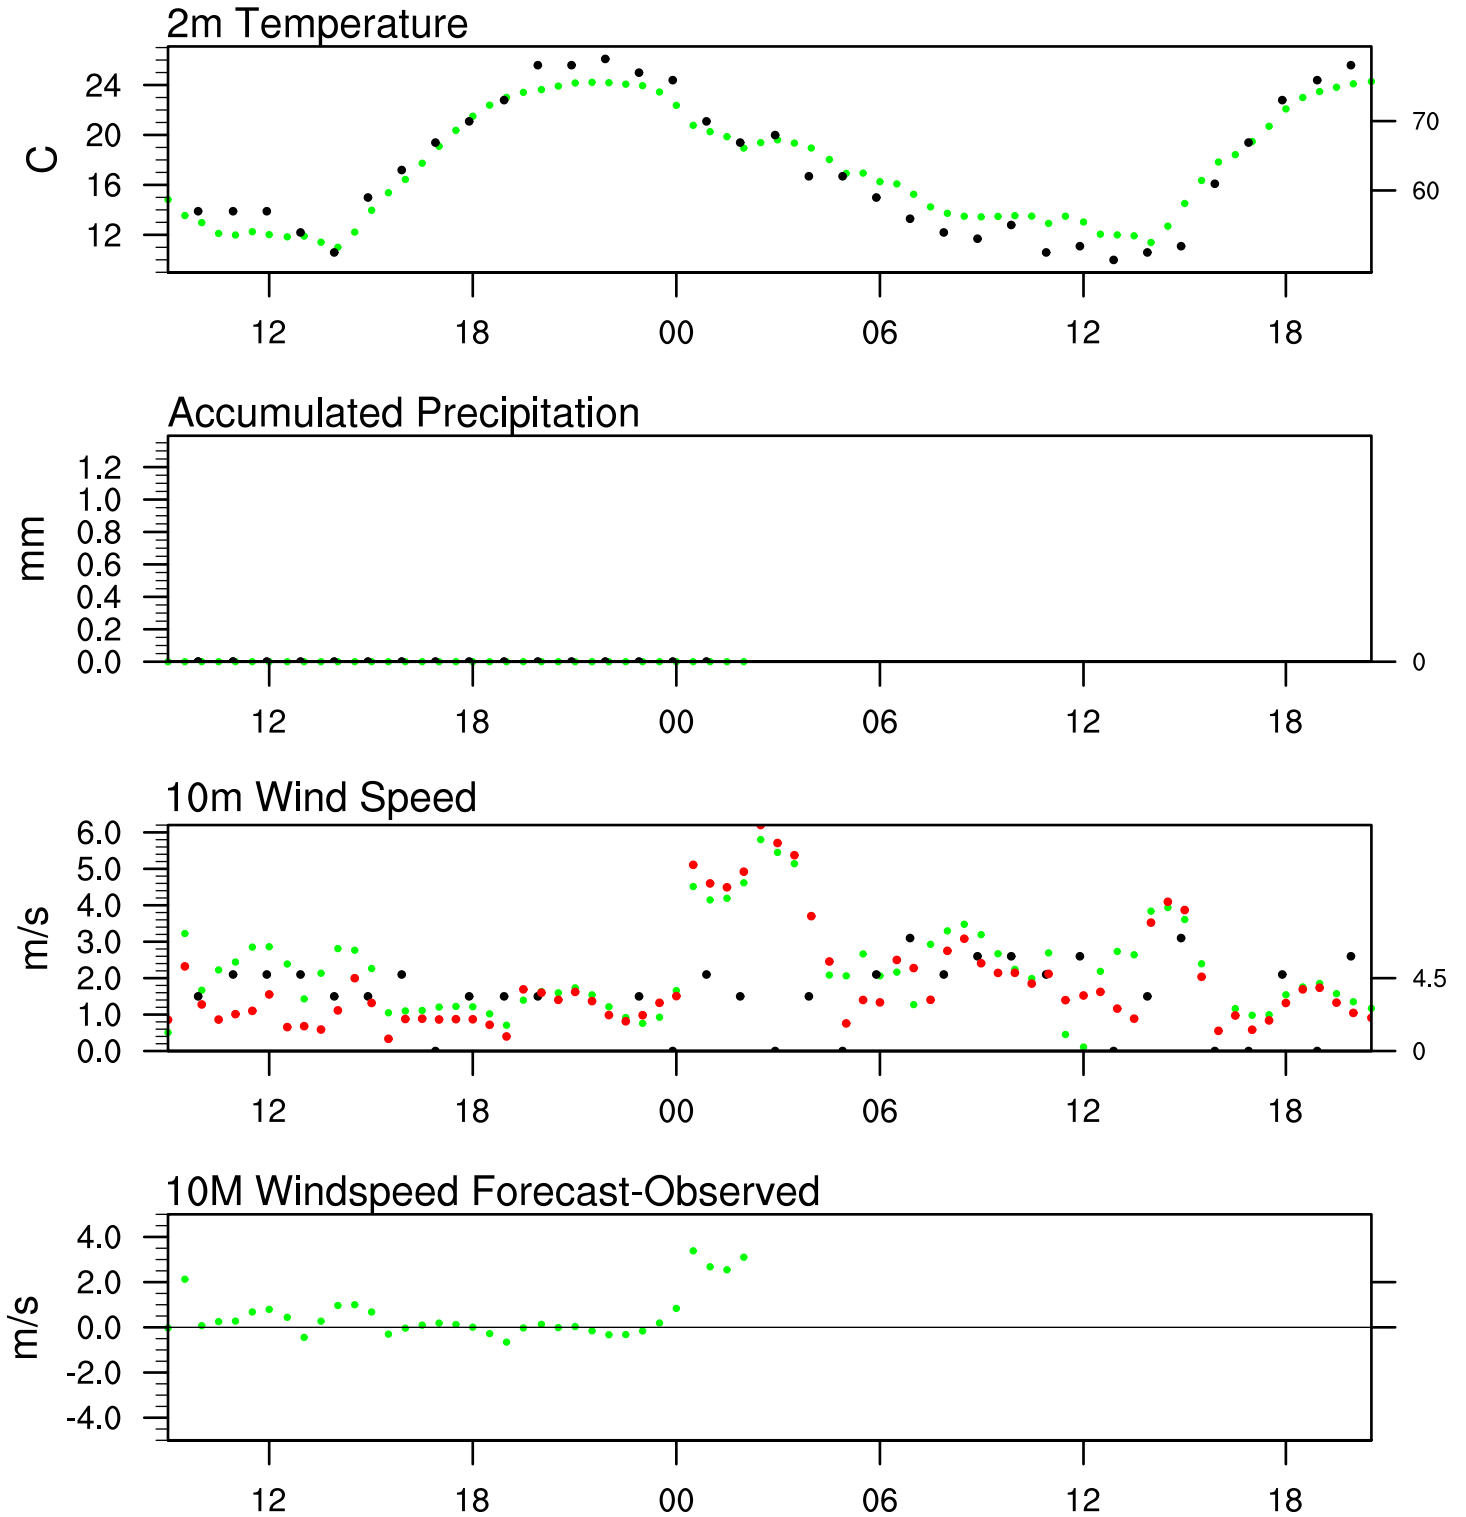 2m Temperature
24
20
16
12
C
70
60
12 18 00 06 12 18
Accumulated Precipitation
1.2
1.0
0.8
0.6
0.4
0.2
0.0
mm
0
12 18 00 06 12 18
10m Wind Speed
6.0
5.0
4.0
3.0
2.0
1.0
0.0
m/s
4.5
0
12 18 00 06 12 18
10M Windspeed Forecast-Observed
4.0
2.0
0.0
-2.0
-4.0
m/s
12 18 00 06 12 18